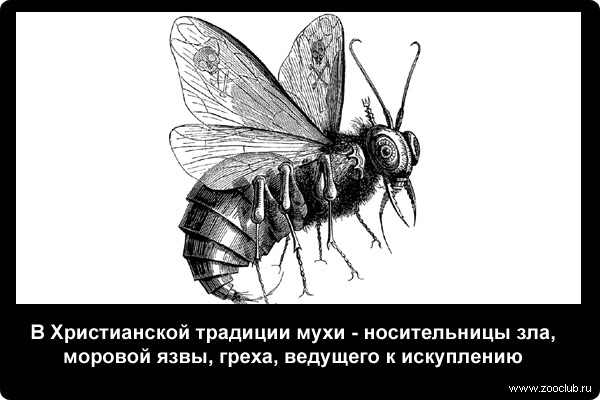 В Христианской традиции мухи - носительницы зла,
моровой язвы, греха, ведущего к искуплению
www.zooclub.ru